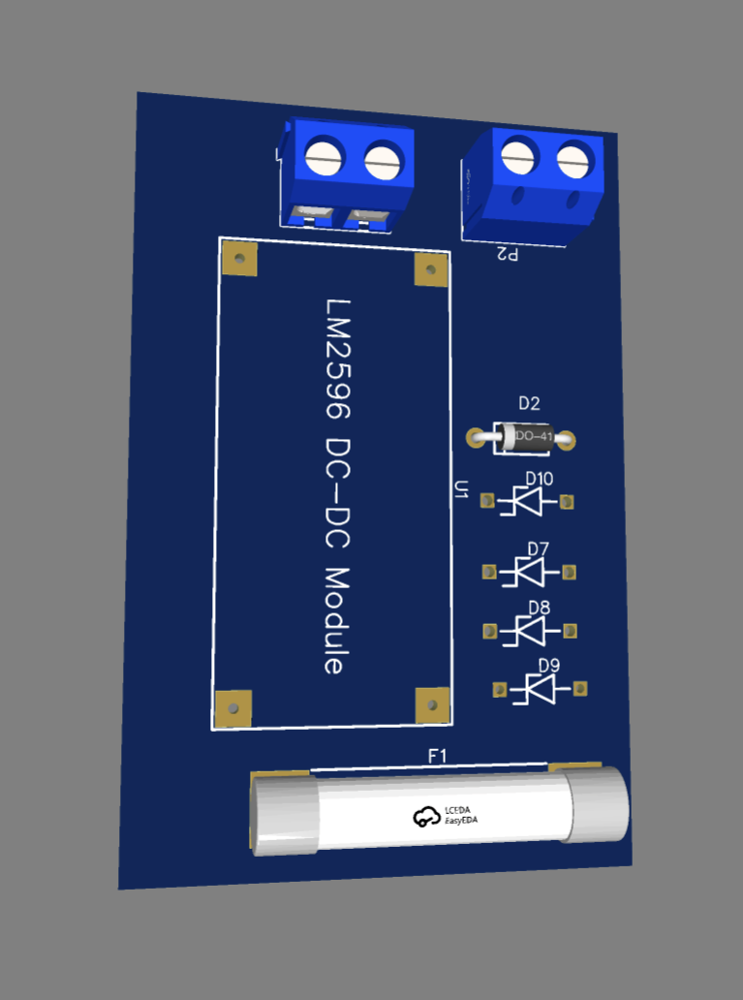 P2
LM2596 DC-DC Module
D2
DO-41
U1
D10
D7
D8
D9
F1
LCEDA
EasyEDA